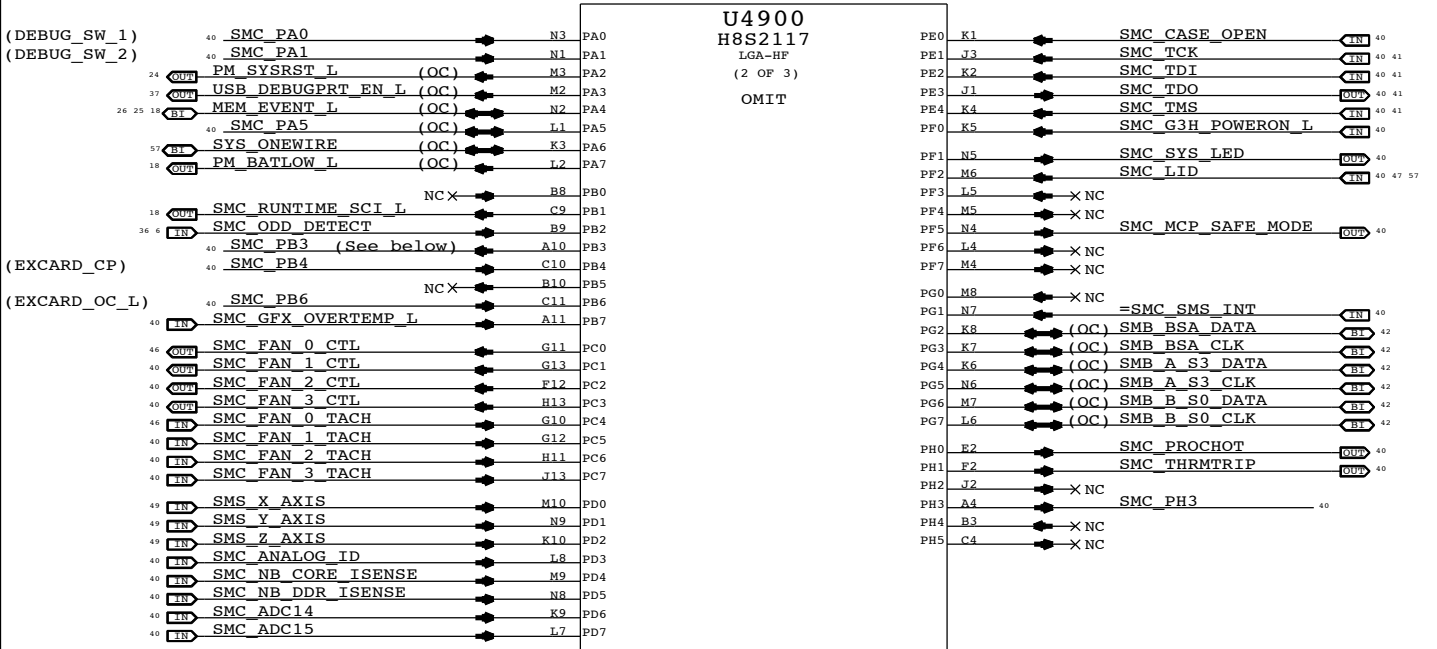 U4900
H8S2117
LGA-HF
(2 OF 3)
OMIT
(DEBUG_SW_1) 40 SMC_PA0 N3 PA0
(DEBUG_SW_2) 40 SMC_PA1 N1 PA1
24 OUT PM_SYSRST_L (OC) M3 PA2
37 OUT USB_DEBUGPRT_EN_L (OC) M2 PA3
26 25 18 BI MEM_EVENT_L (OC) N2 PA4
40 SMC_PA5 (OC) L1 PA5
57 BI SYS_ONEWIRE (OC) K3 PA6
18 OUT PM_BATLOW_L (OC) L2 PA7
NC B8 PB0
18 OUT SMC_RUNTIME_SCI_L C9 PB1
36 6 IN SMC_ODD_DETECT B9 PB2
40 SMC_PB3 (See below) A10 PB3
(EXCARD_CP) 40 SMC_PB4 C10 PB4
NC B10 PB5
(EXCARD_OC_L) 40 SMC_PB6 C11 PB6
40 IN SMC_GFX_OVERTEMP_L A11 PB7
46 OUT SMC_FAN_0_CTL G11 PC0
40 OUT SMC_FAN_1_CTL G13 PC1
40 OUT SMC_FAN_2_CTL F12 PC2
40 OUT SMC_FAN_3_CTL H13 PC3
46 IN SMC_FAN_0_TACH G10 PC4
40 IN SMC_FAN_1_TACH G12 PC5
40 IN SMC_FAN_2_TACH H11 PC6
40 IN SMC_FAN_3_TACH J13 PC7
49 IN SMS_X_AXIS M10 PD0
49 IN SMS_Y_AXIS N9 PD1
49 IN SMS_Z_AXIS K10 PD2
40 IN SMC_ANALOG_ID L8 PD3
40 IN SMC_NB_CORE_ISENSE M9 PD4
40 IN SMC_NB_DDR_ISENSE N8 PD5
40 IN SMC_ADC14 K9 PD6
40 IN SMC_ADC15 L7 PD7
PE0 K1 SMC_CASE_OPEN IN 40
PE1 J3 SMC_TCK IN 40 41
PE2 K2 SMC_TDI IN 40 41
PE3 J1 SMC_TDO OUT 40 41
PE4 K4 SMC_TMS IN 40 41
PF0 K5 SMC_G3H_POWERON_L IN 40
PF1 N5 SMC_SYS_LED OUT 40
PF2 M6 SMC_LID IN 40 47 57
PF3 L5 NC
PF4 M5 NC
PF5 N4 SMC_MCP_SAFE_MODE OUT 40
PF6 L4 NC
PF7 M4 NC
PG0 M8 NC
PG1 N7 =SMC_SMS_INT IN 40
PG2 K8 (OC) SMB_BSA_DATA BI 42
PG3 K7 (OC) SMB_BSA_CLK BI 42
PG4 K6 (OC) SMB_A_S3_DATA BI 42
PG5 N6 (OC) SMB_A_S3_CLK BI 42
PG6 M7 (OC) SMB_B_S0_DATA BI 42
PG7 L6 (OC) SMB_B_S0_CLK BI 42
PH0 E2 SMC_PROCHOT OUT 40
PH1 F2 SMC_THRMTRIP OUT 40
PH2 J2 NC
PH3 A4 SMC_PH3 40
PH4 B3 NC
PH5 C4 NC